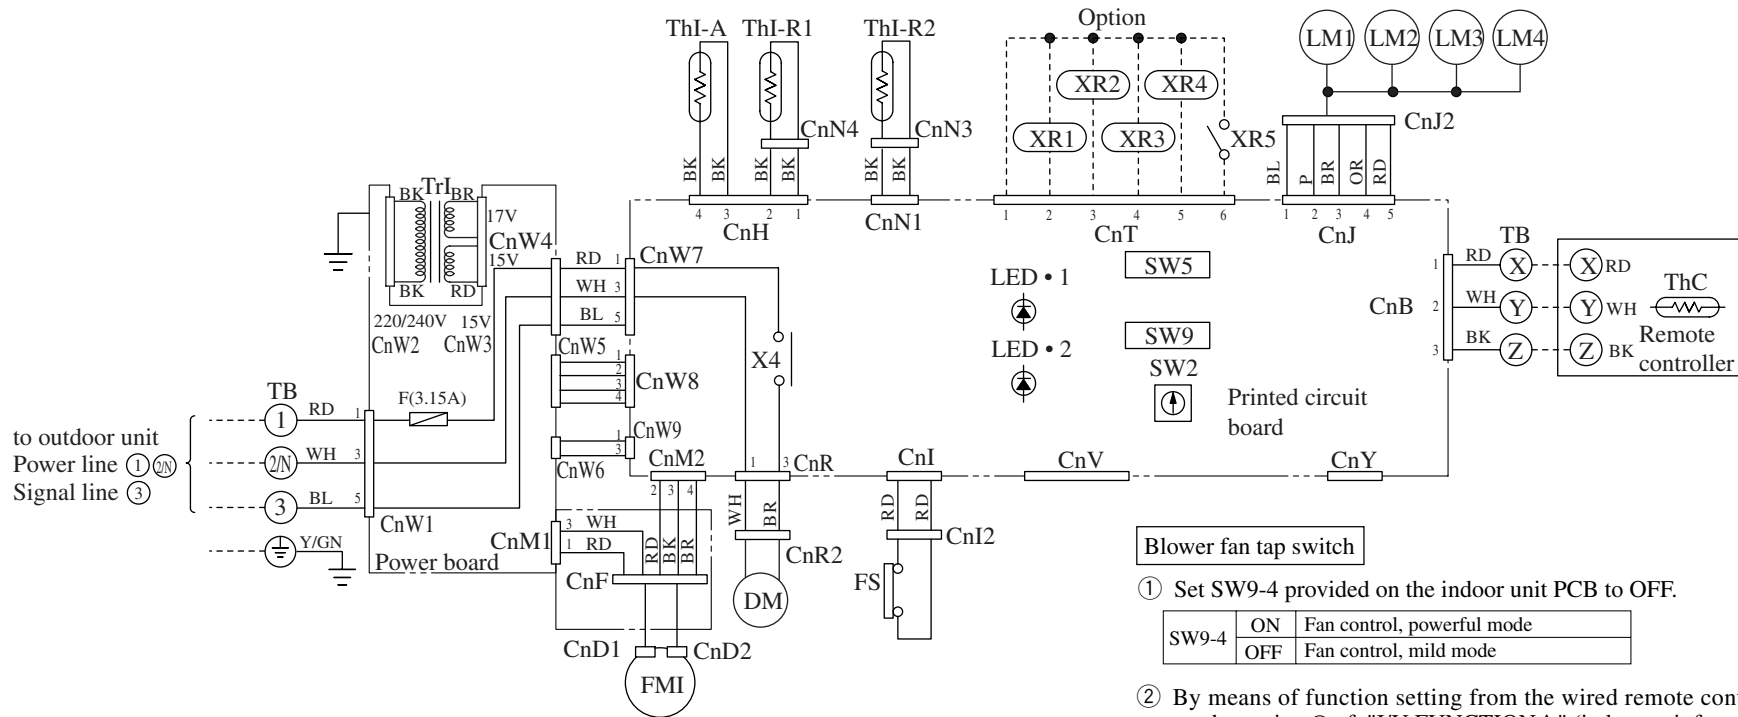 Option
ThI-A ThI-R1 ThI-R2
LM1 LM2 LM3 LM4
XR2 XR4
CnN4 CnN3 CnJ2
XR1 XR3 XR5
BK BK BK BK BK BK
BL P BR OR RD
4 3 2 1
1 2 3 4 5 6
1 2 3 4 5
CnH CnN1 CnT CnJ
TrI
BK BR
17V
CnW4
15V
BK RD
220/240V 15V
CnW2 CnW3
RD 1 CnW7
WH 3
BL 5
CnW5
1
2
3
4
CnW8
X4
CnW9
1
3
CnW6
LED • 1
LED • 2
SW5
SW9
SW2
Printed circuit
board
TB
1 RD X X RD
CnB 2 WH Y Y WH
3 BK Z Z BK
ThC
Remote
controller
TB
1 RD 1 F(3.15A)
2/N WH 3
3 BL 5
Y/GN
CnW1
to outdoor unit
Power line ① 2/N
Signal line ③
Power board
CnM2
2 3 4
1 3 CnR
CnI CnV CnY
CnM1
3 WH
1 RD
RD BK BR
CnF
WH BR
CnR2
DM
RD RD
CnI2
FS
CnD1 CnD2
FMI
Blower fan tap switch
① Set SW9-4 provided on the indoor unit PCB to OFF.
SW9-4 ON Fan control, powerful mode
OFF Fan control, mild mode
② By means of function setting from the wired remote con